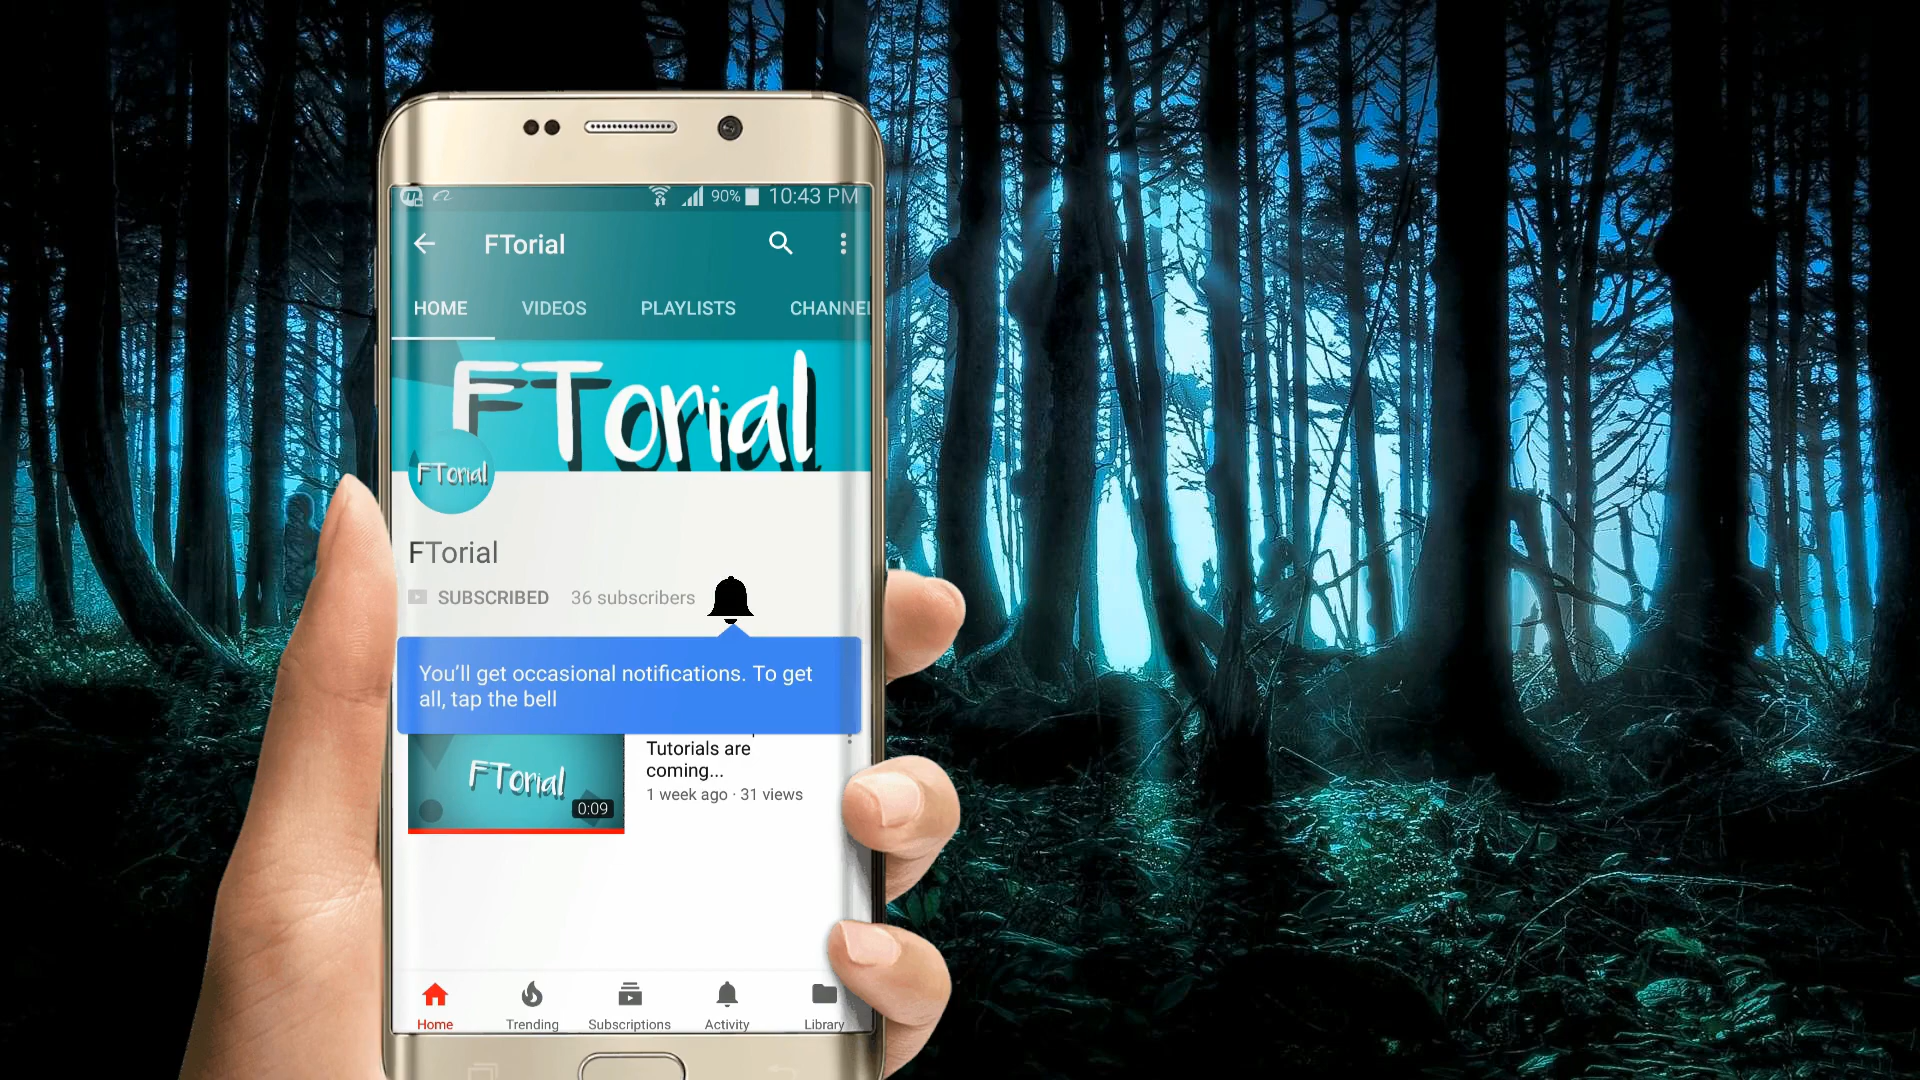 90% 10:43 PM
FTorial
HOME VIDEOS PLAYLISTS CHANNEL
FTorial
FTorial
FTorial
SUBSCRIBED 36 subscribers
You’ll get occasional notifications. To get
all, tap the bell
Tutorials are
coming...
FTorial
0:09
1 week ago · 31 views
Home Trending Subscriptions Activity Library